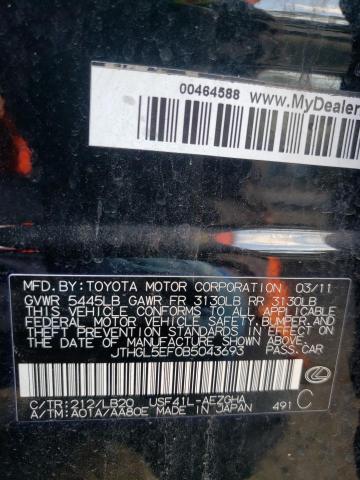 00464588 www.MyDealer
MFD.BY:TOYOTA MOTOR CORPORATION 03/11
GVWR 5445LB GAWR FR 3130LB RR 3130LB
THIS VEHICLE CONFORMS TO ALL APPLICABLE
FEDERAL MOTOR VEHICLE SAFETY, BUMPER, AND
THEFT PREVENTION STANDARDS IN EFFECT ON
THE DATE OF MANUFACTURE SHOWN ABOVE.
JTHGL5EF0B5043693 PASS.CAR
C/TR:212/LB20 USF41L-AEZGHA
A/TM:A01A/AA80E MADE IN JAPAN 491 C